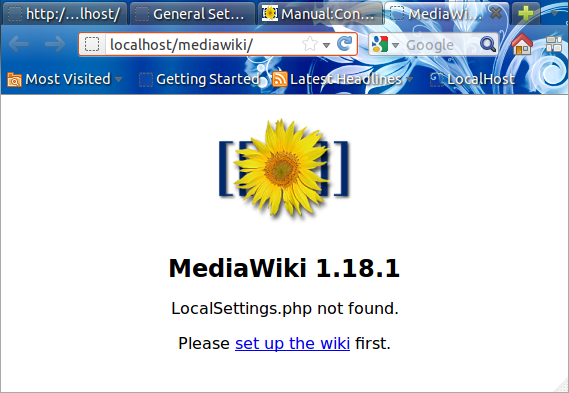 http:/...lhost/
General Set...
Manual:Con...
MediaWi...
localhost/mediawiki/
Google
Most Visited
Getting Started
Latest Headlines
LocalHost
[[ ]]
MediaWiki 1.18.1
LocalSettings.php not found.
Please set up the wiki first.